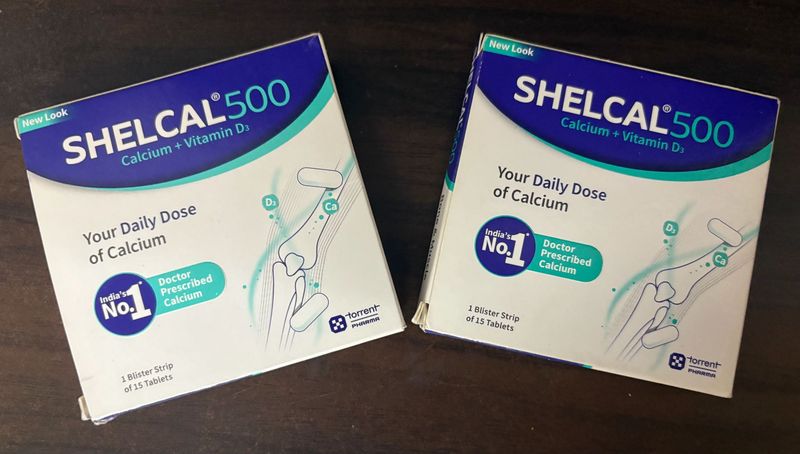 New Look
SHELCAL® 500
Calcium + Vitamin D3
Your Daily Dose
of Calcium
D3
Ca
India's
No.1*
Doctor
Prescribed
Calcium
1 Blister Strip
of 15 Tablets
torrent
PHARMA
New Look
SHELCAL® 500
Calcium + Vitamin D3
Your Daily Dose
of Calcium
D3
Ca
India's
No.1*
Doctor
Prescribed
Calcium
1 Blister Strip
of 15 Tablets
torrent
PHARMA